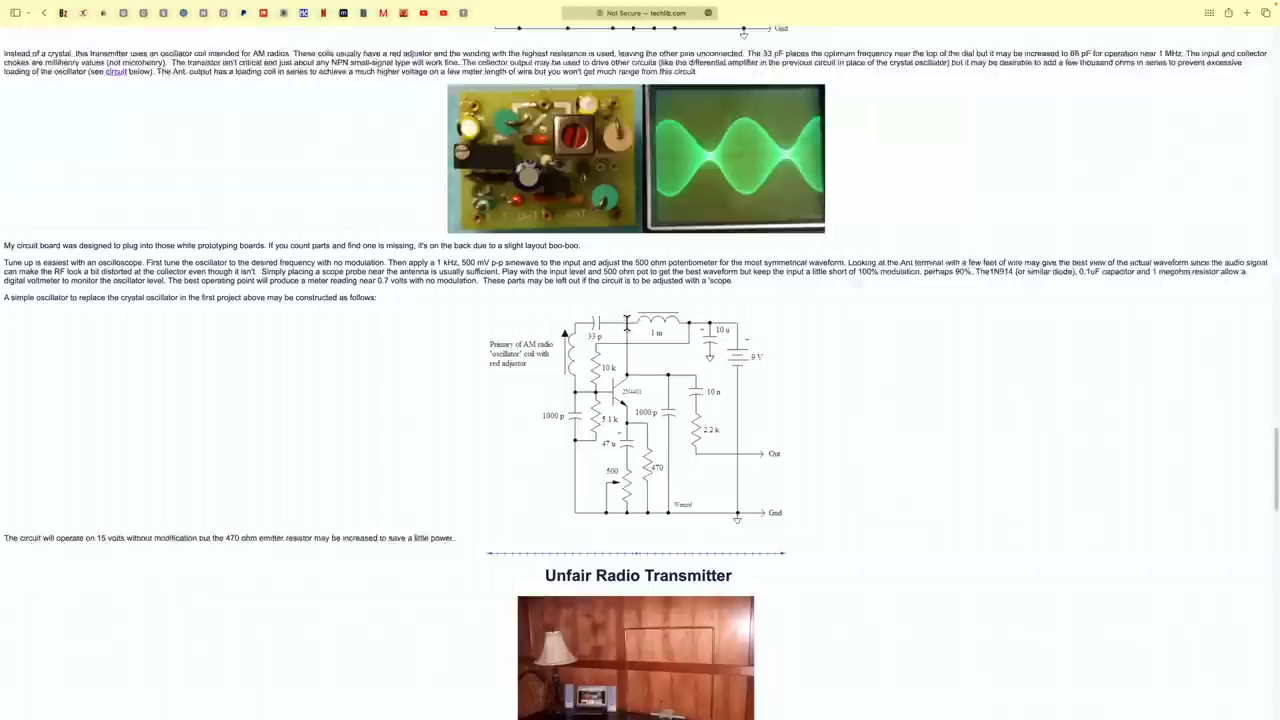 Not Secure — techlib.com
Gnd
Instead of a crystal, this transmitter uses an oscillator coil intended for AM radios. These coils usually have a red adjustor and the winding with the highest resistance is used, leaving the other pins unconnected. The 33 pF places the optimum frequency near the top of the dial but it may be increased to 68 pF for operation near 1 MHz. The input and collector
chokes are millihenry values (not microhenry). The transistor isn't critical and just about any NPN small-signal type will work fine. The collector output may be used to drive other circuits (like the differential amplifier in the previous circuit in place of the crystal oscillator) but it may be desirable to add a few thousand ohms in series to prevent excessive
loading of the oscillator (see circuit below). The Ant. output has a loading coil in series to achieve a much higher voltage on a few meter length of wire but you won't get much range from this circuit.
My circuit board was designed to plug into those white prototyping boards. If you count parts and find one is missing, it's on the back due to a slight layout boo-boo.
Tune up is easiest with an oscilloscope. First tune the oscillator to the desired frequency with no modulation. Then apply a 1 kHz, 500 mV p-p sinewave to the input and adjust the 500 ohm potentiometer for the most symmetrical waveform. Looking at the Ant terminal with a few feet of wire may give the best view of the actual waveform since the audio signal
can make the RF look a bit distorted at the collector even though it isn't. Simply placing a scope probe near the antenna is usually sufficient. Play with the input level and 500 ohm pot to get the best waveform but keep the input a little short of 100% modulation, perhaps 90%. The1N914 (or similar diode), 0.1uF capacitor and 1 megohm resistor allow a
digital voltmeter to monitor the oscillator level. The best operating point will produce a meter reading near 0.7 volts with no modulation. These parts may be left out if the circuit is to be adjusted with a 'scope.
A simple oscillator to replace the crystal oscillator in the first project above may be constructed as follows:
33 p
1 m
10 u
Primary of AM radio
"oscillator" coil with
red adjustor
9 V
10 k
2N4401
10 n
1000 p
5.1 k
1000 p
2.2 k
47 u
Out
500
470
Wenzel
Gnd
The circuit will operate on 15 volts without modification but the 470 ohm emitter resistor may be increased to save a little power.
Unfair Radio Transmitter